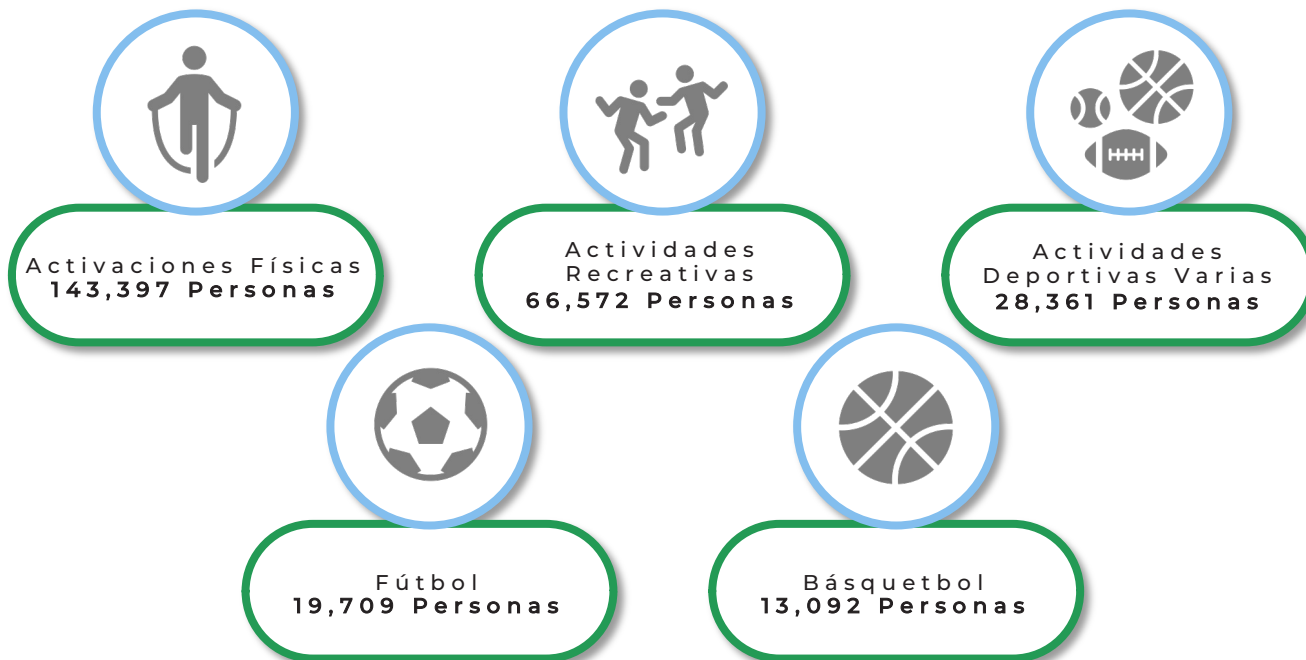 Activaciones Físicas
143,397 Personas
Actividades
Recreativas
66,572 Personas
Actividades
Deportivas Varias
28,361 Personas
Fútbol
19,709 Personas
Básquetbol
13,092 Personas